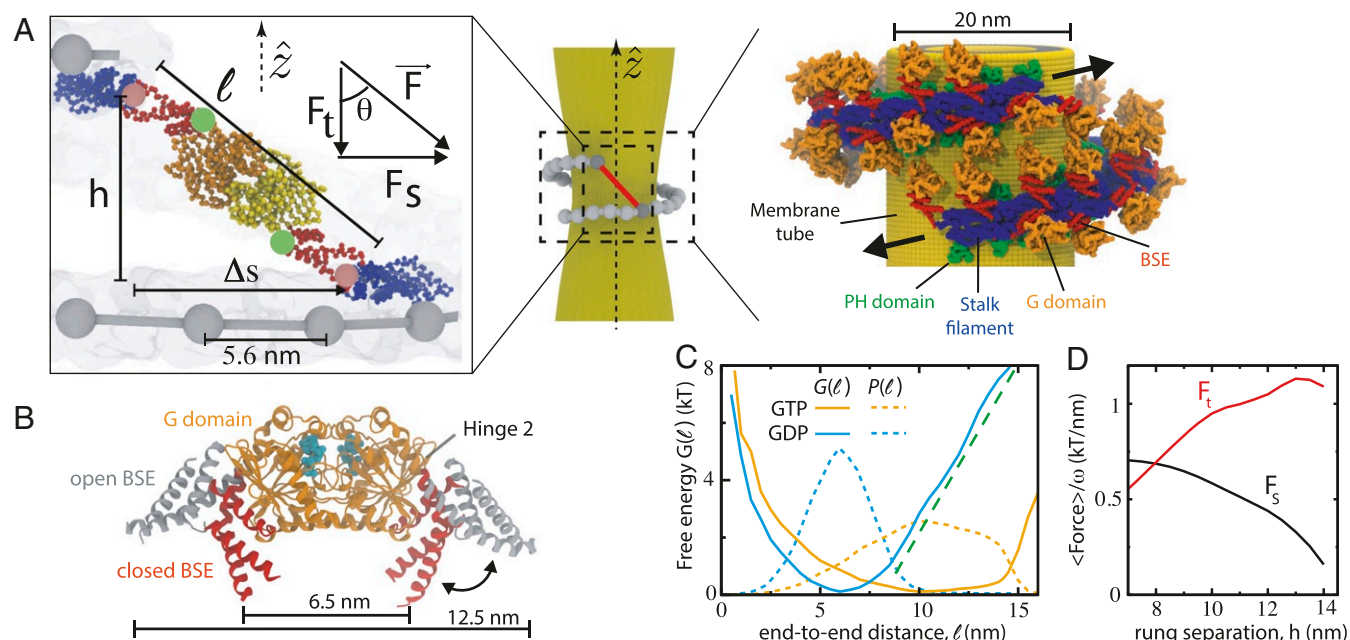 A
ẑ
ℓ
F
F_t
θ
F_s
h
Δs
5.6 nm
ẑ
20 nm
Membrane
tube
PH domain
Stalk
filament
G domain
BSE
B
G domain
Hinge 2
open BSE
closed BSE
6.5 nm
12.5 nm
C
Free energy G(ℓ) (kT)
8
4
0
G(ℓ) P(ℓ)
GTP
GDP
0 5 10 15
end-to-end distance, ℓ (nm)
D
<Force>/ω (kT/nm)
1
0.5
0
F_t
F_s
8 10 12 14
rung separation, h (nm)